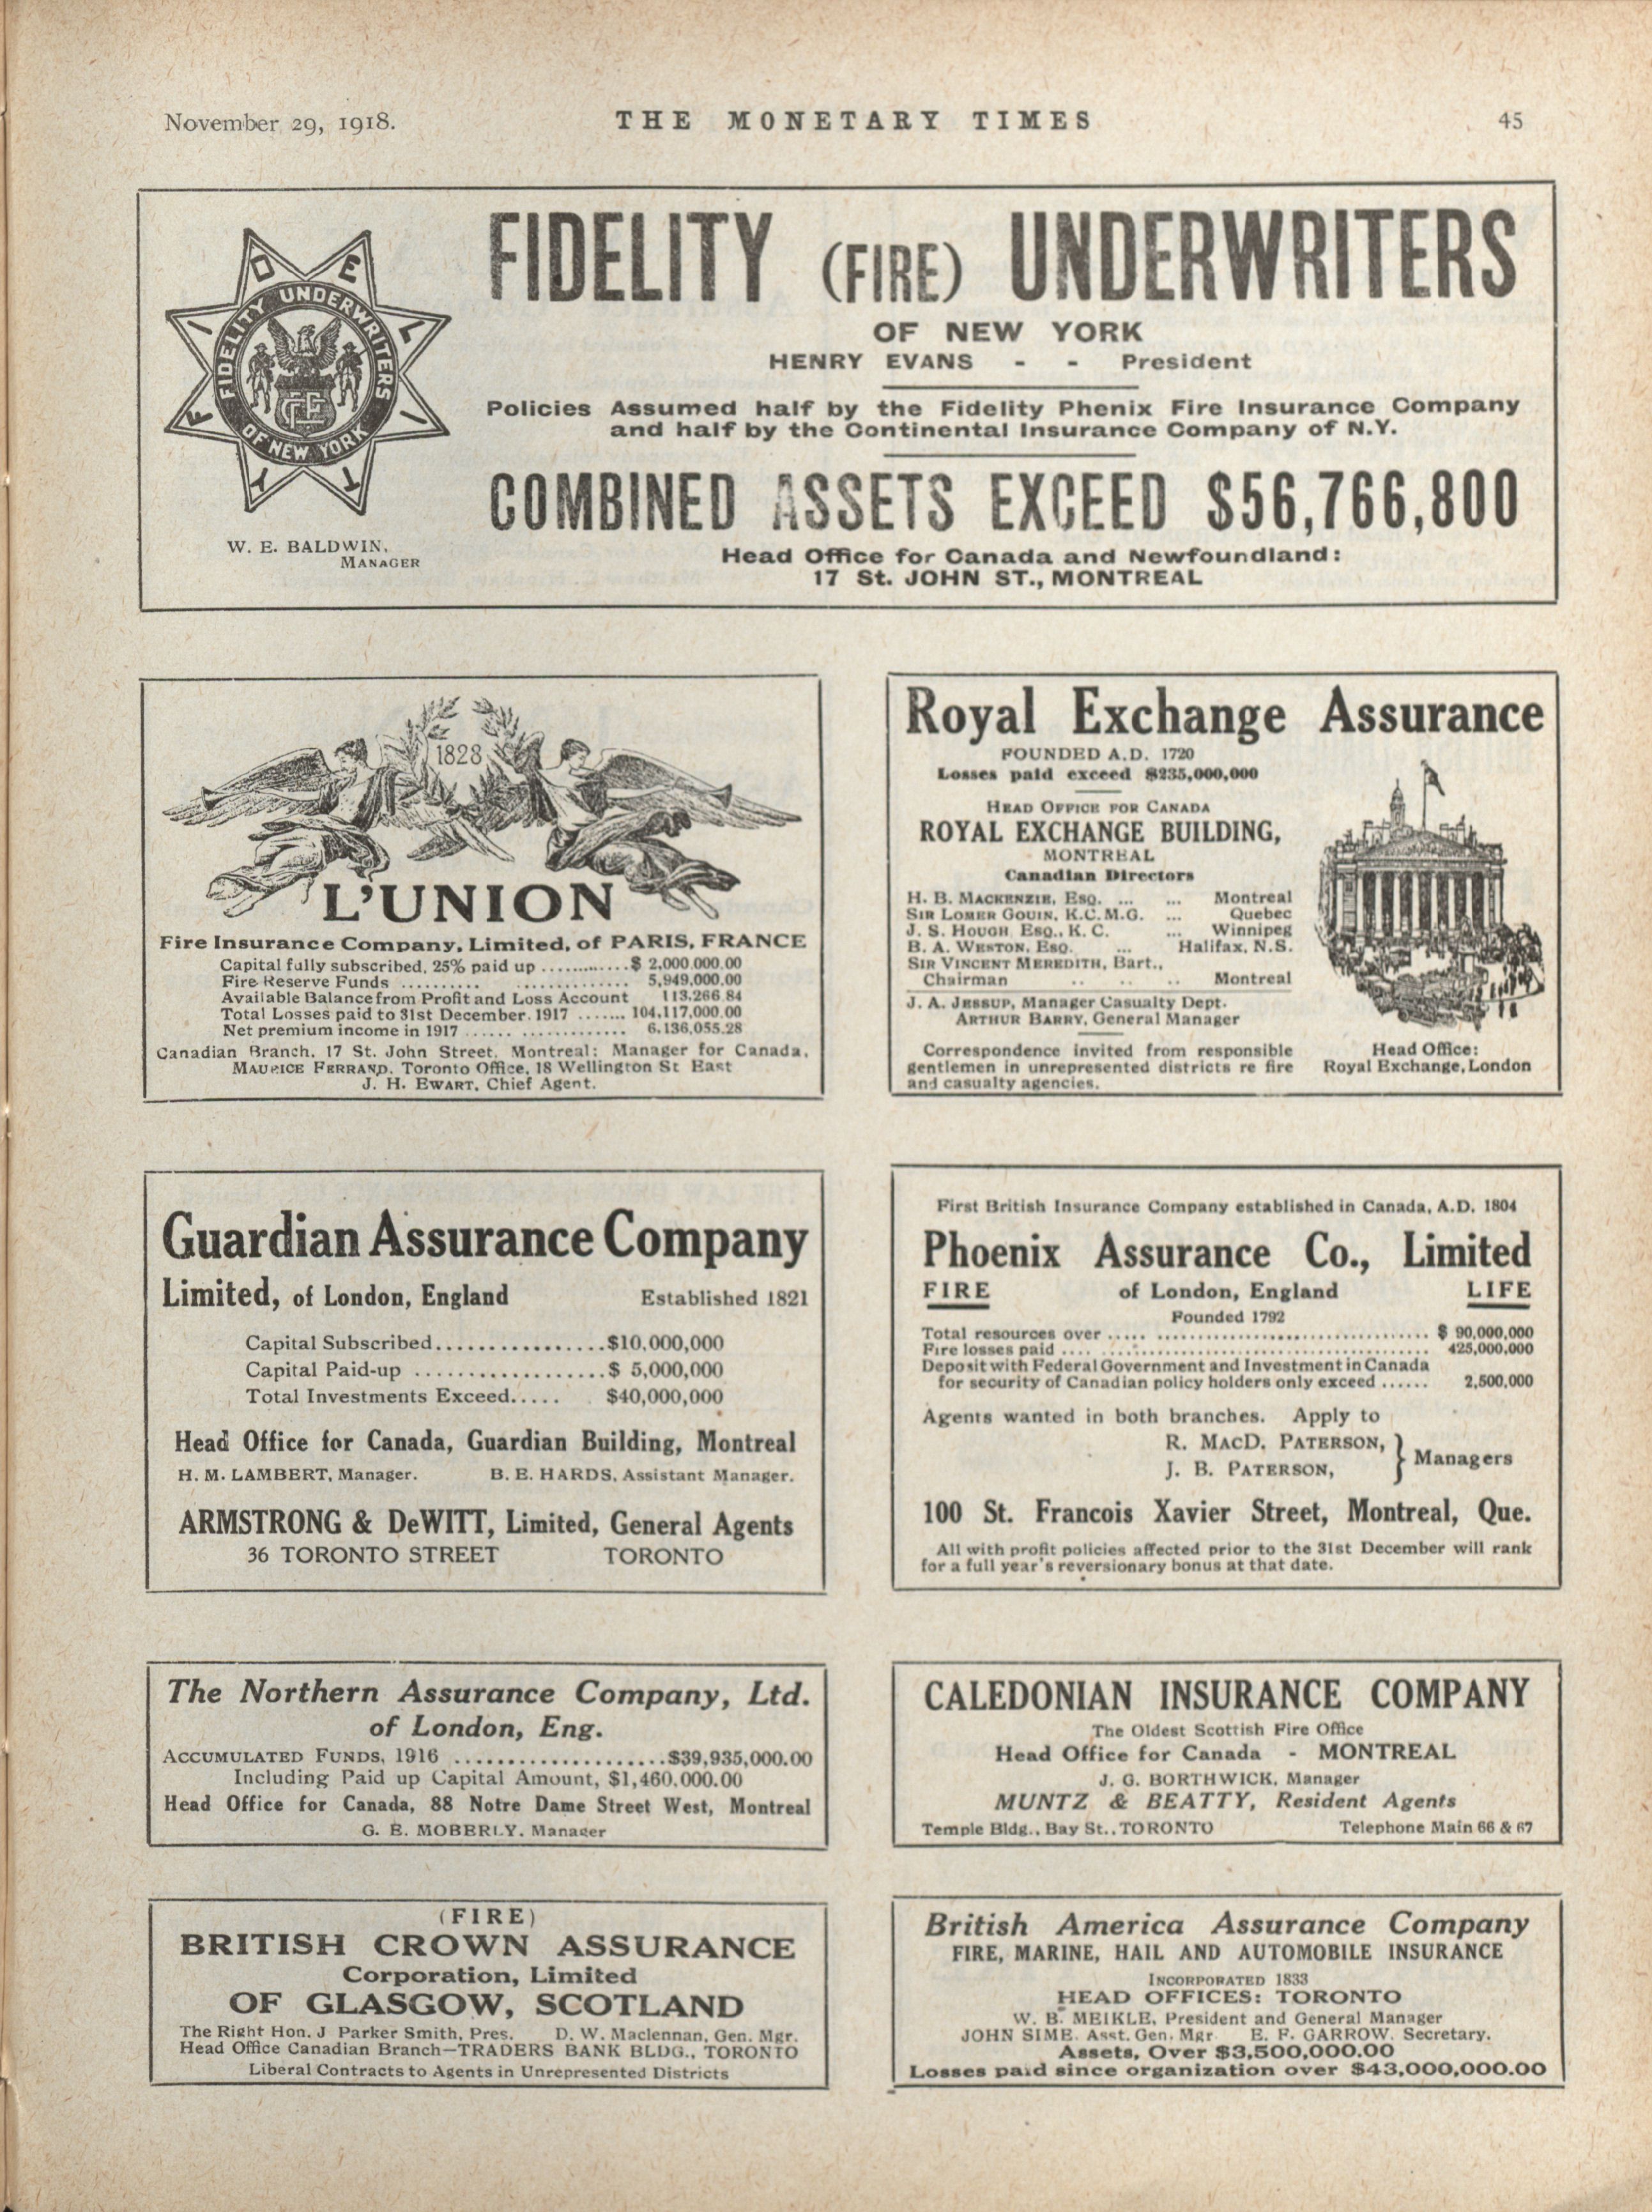 November 29, 1918.
THE MONETARY TIMES
45
FIDELITY
FIDELITY UNDERWRITERS
OF NEW YORK
W. E. BALDWIN,
MANAGER
FIDELITY (FIRE) UNDERWRITERS
OF NEW YORK
HENRY EVANS - - President
Policies Assumed half by the Fidelity Phenix Fire Insurance Company
and half by the Continental Insurance Company of N.Y.
COMBINED ASSETS EXCEED $56,766,800
Head Office for Canada and Newfoundland:
17 St. JOHN ST., MONTREAL
1828
L'UNION
Fire Insurance Company, Limited, of PARIS, FRANCE
Capital fully subscribed, 25% paid up .............$ 2,000.000.00
Fire Reserve Funds .......... .............. 5,949,000.00
Available Balance from Profit and Loss Account 113,266.84
Total Losses paid to 31st December, 1917 ....... 104,117,000.00
Net premium income in 1917 ...... ............. 6,136,055.28
Canadian Branch, 17 St. John Street, Montreal; Manager for Canada,
MAURICE FERRAND. Toronto Office, 18 Wellington St East
J. H. EWART, Chief Agent.
Royal Exchange Assurance
FOUNDED A.D. 1720
Losses paid exceed $235,000,000
HEAD OFFICE FOR CANADA
ROYAL EXCHANGE BUILDING,
MONTREAL
Canadian Directors
H. B. MACKENZIE, ESQ. ... ... Montreal
SIR LOMER GOUIN, K.C.M.G. ... Quebec
J. S. HOUGH, ESQ., K. C. ... Winnipeg
B. A. WESTON, ESQ. ... Halifax, N.S.
SIR VINCENT MEREDITH, Bart.,
Chairman .. .. .. Montreal
J. A. JESSUP, Manager Casualty Dept.
ARTHUR BARRY, General Manager
Correspondence invited from responsible
gentlemen in unrepresented districts re fire
and casualty agencies.
Head Office:
Royal Exchange, London
Guardian Assurance Company
Limited, of London, England Established 1821
Capital Subscribed................$10,000,000
Capital Paid-up ..................$ 5,000,000
Total Investments Exceed..... $40,000,000
Head Office for Canada, Guardian Building, Montreal
H. M. LAMBERT, Manager. B. E. HARDS, Assistant Manager.
ARMSTRONG & DeWITT, Limited, General Agents
36 TORONTO STREET TORONTO
First British Insurance Company established in Canada, A.D. 1804
Phoenix Assurance Co., Limited
FIRE of London, England LIFE
Founded 1792
Total resources over ..... .................................. $ 90,000,000
Fire losses paid .... ....................................... 425,000,000
Deposit with Federal Government and Investment in Canada
for security of Canadian policy holders only exceed ...... 2,500,000
Agents wanted in both branches. Apply to
R. MACD. PATERSON,
J. B. PATERSON,
} Managers
100 St. Francois Xavier Street, Montreal, Que.
All with profit policies affected prior to the 31st December will rank
for a full year's reversionary bonus at that date.
The Northern Assurance Company, Ltd.
of London, Eng.
ACCUMULATED FUNDS, 1916 ....................$39,935,000.00
Including Paid up Capital Amount, $1,460,000.00
Head Office for Canada, 88 Notre Dame Street West, Montreal
G. E. MOBERLY, Manager
CALEDONIAN INSURANCE COMPANY
The Oldest Scottish Fire Office
Head Office for Canada - MONTREAL
J. G. BORTHWICK, Manager
MUNTZ & BEATTY, Resident Agents
Temple Bldg., Bay St., TORONTO Telephone Main 66 & 67
(FIRE)
BRITISH CROWN ASSURANCE
Corporation, Limited
OF GLASGOW, SCOTLAND
The Right Hon. J Parker Smith, Pres. D. W. Maclennan, Gen. Mgr.
Head Office Canadian Branch—TRADERS BANK BLDG., TORONTO
Liberal Contracts to Agents in Unrepresented Districts
British America Assurance Company
FIRE, MARINE, HAIL AND AUTOMOBILE INSURANCE
INCORPORATED 1833
HEAD OFFICES: TORONTO
W. B. MEIKLE, President and General Manager
JOHN SIME, Asst. Gen. Mgr. E. F. GARROW, Secretary.
Assets, Over $3,500,000.00
Losses paid since organization over $43,000,000.00